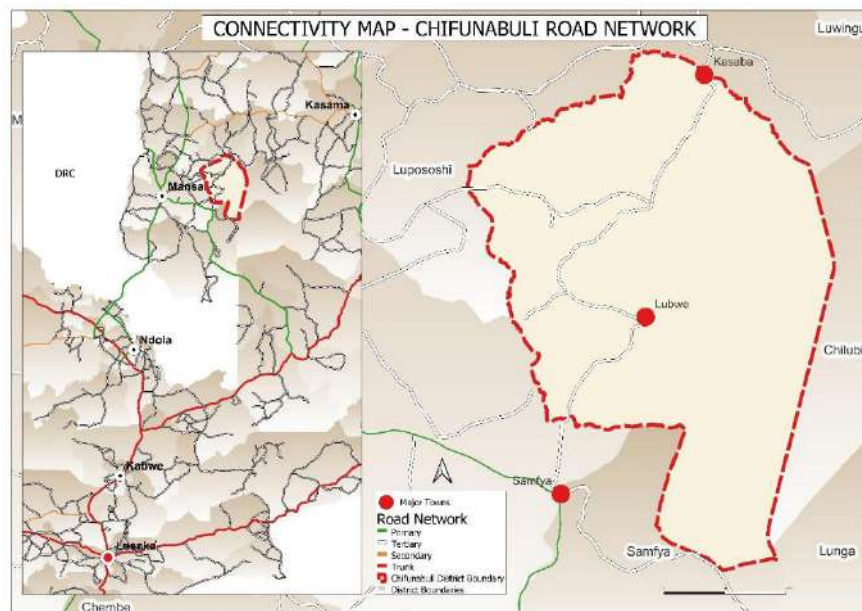 CONNECTIVITY MAP - CHIFUNABULI ROAD NETWORK
Luwingu
Kasaba
Kasama
DRC
Mansa
Lupososhi
Ndola
Lubwe
Chilubi
Kabwe
Samfya
Lusaka
Samfya
Lunga
Chembe
Major Towns
Road Network
Primary
Tertiary
Secondary
Trunk
Chifunabuli District Boundary
District Boundaries